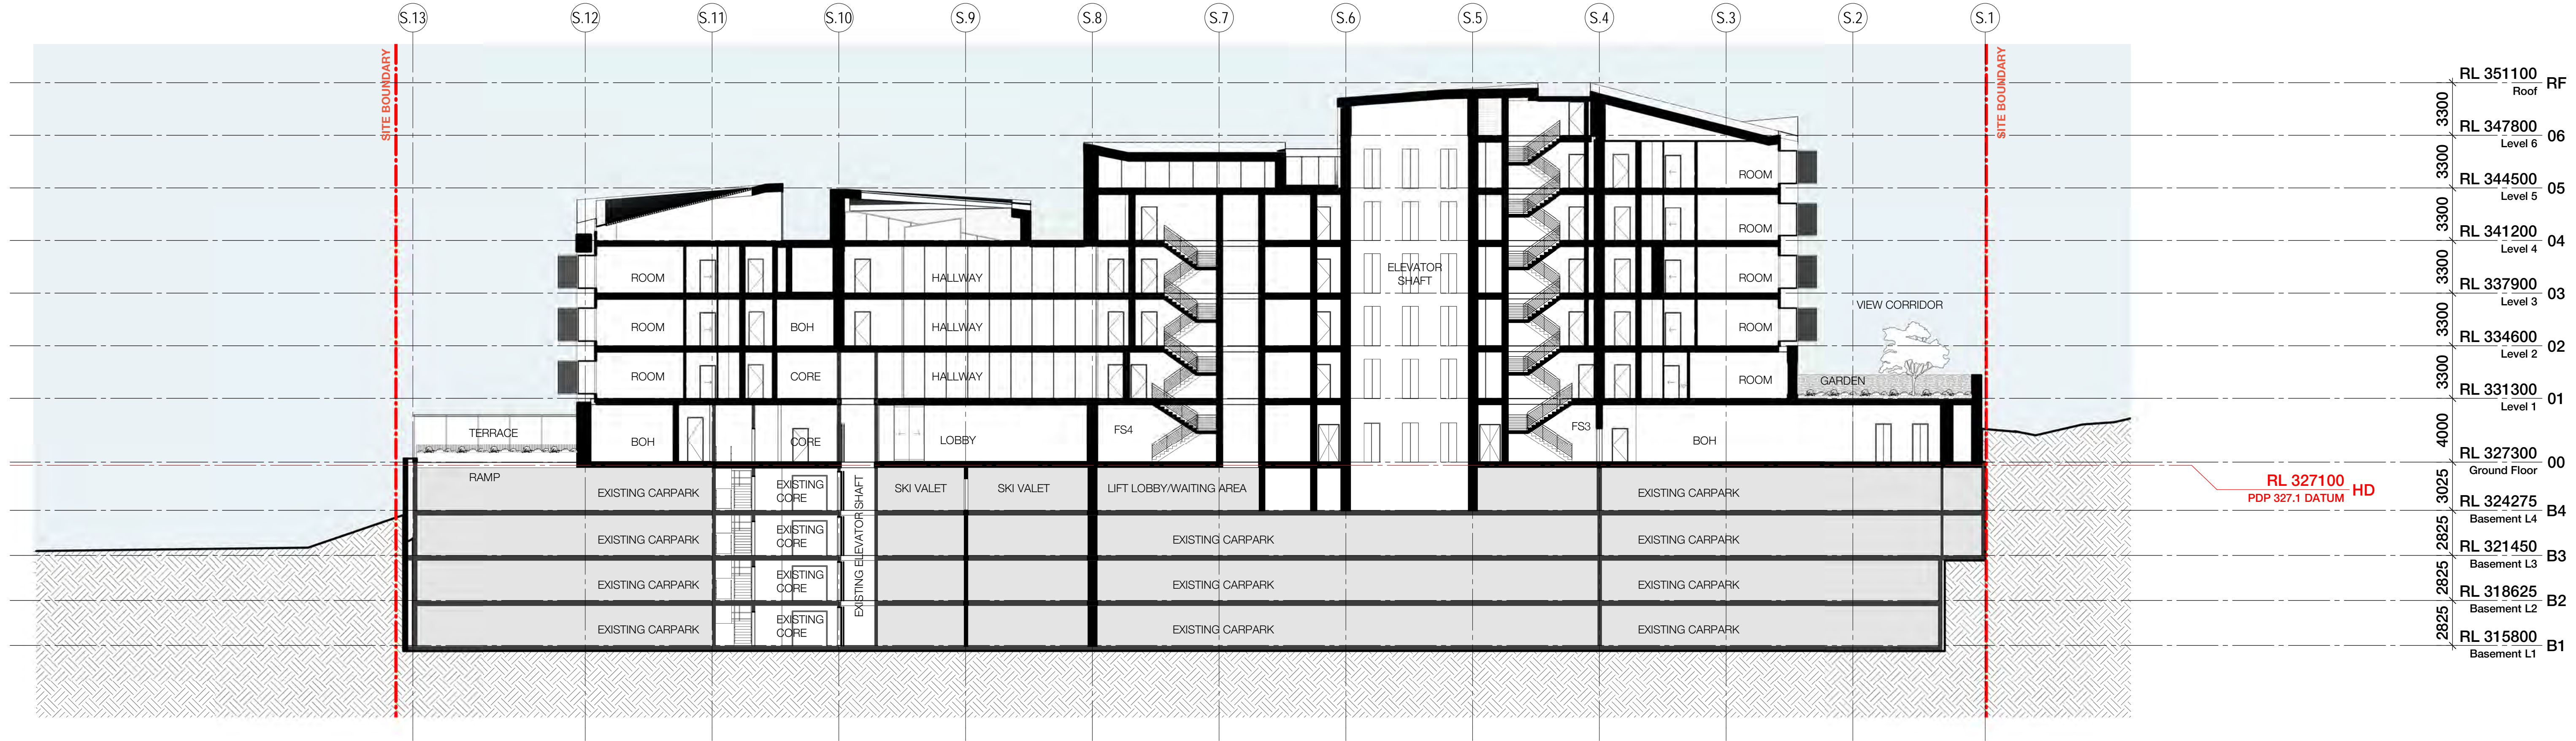 S.13 S.12 S.11 S.10 S.9 S.8 S.7 S.6 S.5 S.4 S.3 S.2 S.1
SITE BOUNDARY
SITE BOUNDARY
RL 351100 RF
Roof
3300
RL 347800 06
Level 6
3300
ROOM
RL 344500 05
Level 5
3300
ROOM
RL 341200 04
Level 4
3300
ROOM
HALLWAY
ELEVATOR
SHAFT
ROOM
RL 337900 03
Level 3
3300
VIEW CORRIDOR
ROOM
BOH
HALLWAY
ROOM
RL 334600 02
Level 2
3300
ROOM
CORE
HALLWAY
ROOM
GARDEN
RL 331300 01
Level 1
4000
TERRACE
BOH
CORE
LOBBY
FS4
FS3
BOH
RL 327300 00
Ground Floor
RL 327100 HD
PDP 327.1 DATUM
3025
RAMP
EXISTING CARPARK
EXISTING
CORE
EXISTING ELEVATOR SHAFT
SKI VALET
SKI VALET
LIFT LOBBY/WAITING AREA
EXISTING CARPARK
RL 324275 B4
Basement L4
2825
EXISTING CARPARK
EXISTING
CORE
EXISTING CARPARK
EXISTING CARPARK
RL 321450 B3
Basement L3
2825
EXISTING CARPARK
EXISTING
CORE
EXISTING CARPARK
EXISTING CARPARK
RL 318625 B2
Basement L2
2825
EXISTING CARPARK
EXISTING
CORE
EXISTING CARPARK
EXISTING CARPARK
RL 315800 B1
Basement L1